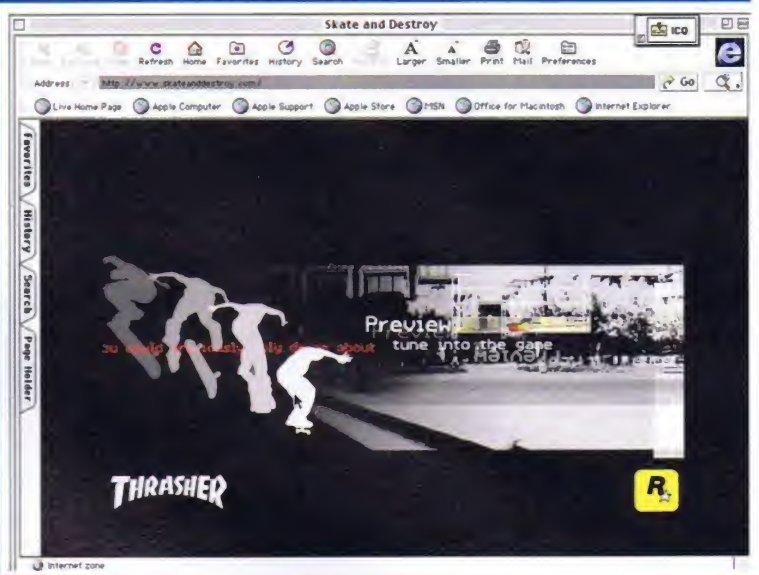 Skate and Destroy
ICQ
Refresh Home Favorites History Search Larger Smaller Print Mail Preferences
Address http://www.skateanddestroy.com/ Go
Live Home Page Apple Computer Apple Support Apple Store MSN Office for Macintosh Internet Explorer
Favorites
History
Search
Page Holder
Preview
about
tune into the game
THRASHER
R
Internet zone